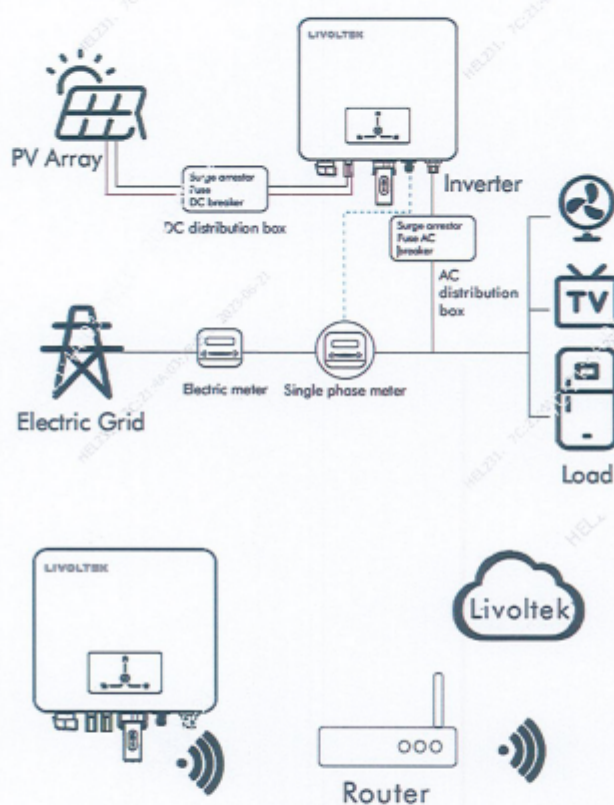 LIVOLTEK
PV Array
Surge arrestor
Fuse
DC breaker
DC distribution box
Inverter
Surge arrestor
Fuse AC
breaker
AC
distribution
box
TV
Electric meter
Single phase meter
Electric Grid
Load
LIVOLTEK
Livoltek
Router